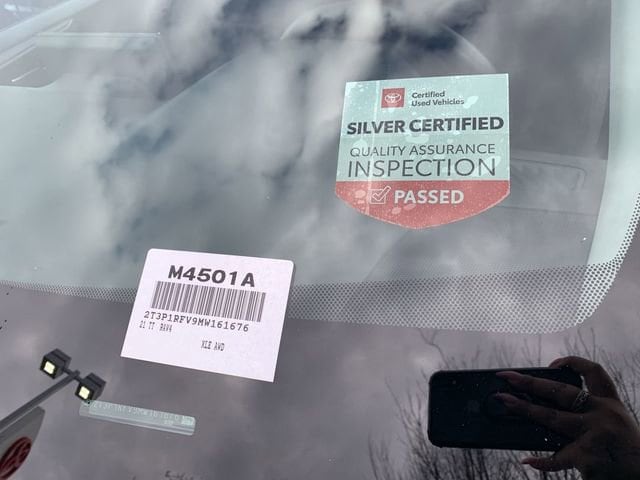 Certified
Used Vehicles
SILVER CERTIFIED
QUALITY ASSURANCE
INSPECTION
PASSED
M4501A
2T3P1RFV9MW161676
21 TT RAV4
XLE AWD